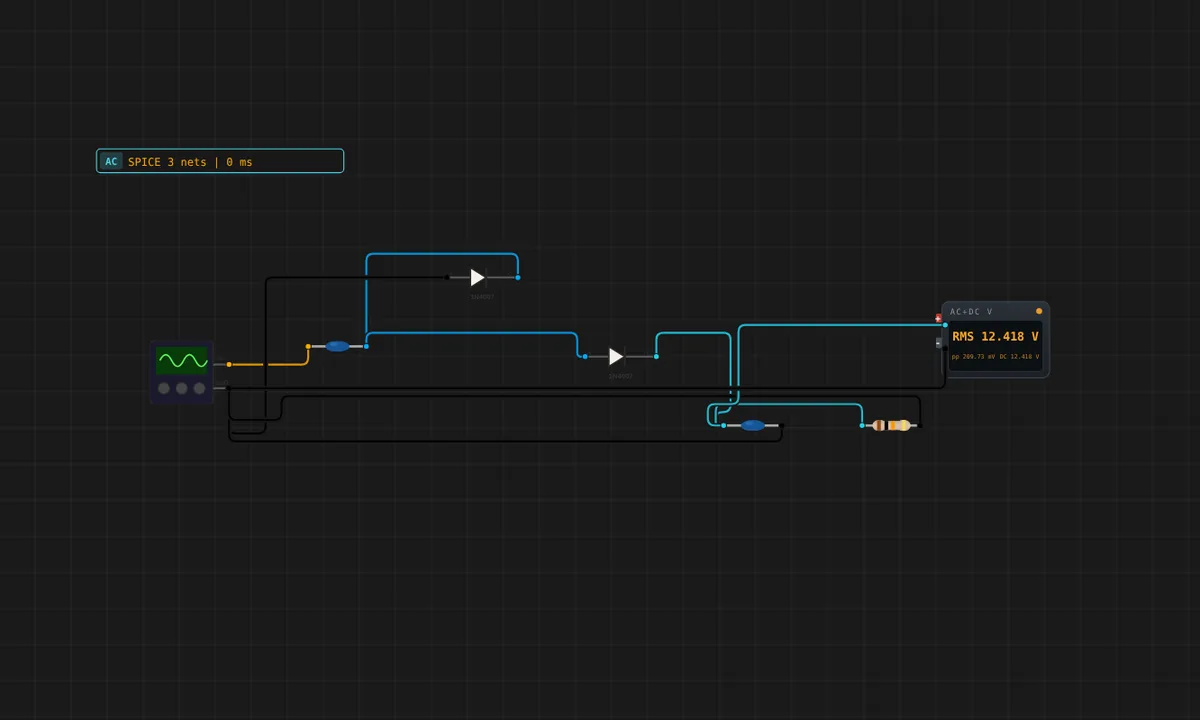 AC SPICE 3 nets | 0 ms
AC+DC V
+
RMS 12.418 V
-
pp 209.73 mV DC 12.418 V